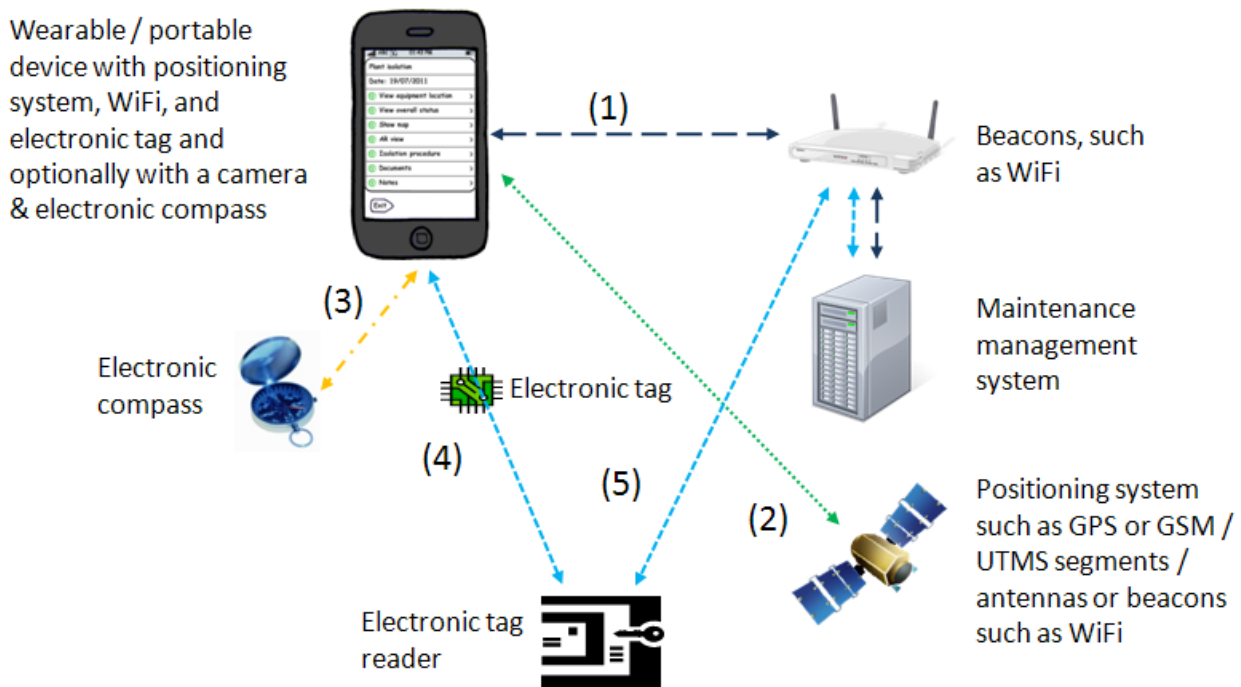 Wearable / portable
device with positioning
system, WiFi, and
electronic tag and
optionally with a camera
& electronic compass
Plant isolation
Date: 19/07/2011
View equipment location
View overall status
Show map
AR view
Isolation procedure
Documents
Notes
Exit
(1)
Beacons, such
as WiFi
(3)
Electronic
compass
Electronic tag
Maintenance
management
system
(4)
(5)
(2)
Positioning system
such as GPS or GSM /
UTMS segments /
antennas or beacons
such as WiFi
Electronic tag
reader